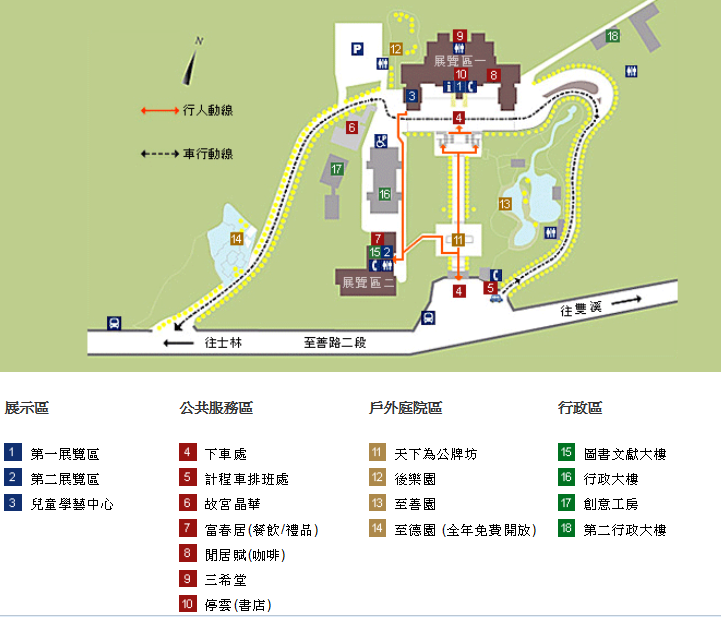 N
P
12
9
展覽區一
10
8
3
1
4
18
行人動線
車行動線
6
17
16
13
14
7
15
2
11
展覽區二
4
5
往士林
至善路二段
往雙溪
展示區
1 第一展覽區
2 第二展覽區
3 兒童學藝中心
公共服務區
4 下車處
5 計程車排班處
6 故宮晶華
7 富春居(餐飲/禮品)
8 閒居賦(咖啡)
9 三希堂
10 停雲(書店)
戶外庭院區
11 天下為公牌坊
12 後樂園
13 至善園
14 至德園 (全年免費開放)
行政區
15 圖書文獻大樓
16 行政大樓
17 創意工房
18 第二行政大樓